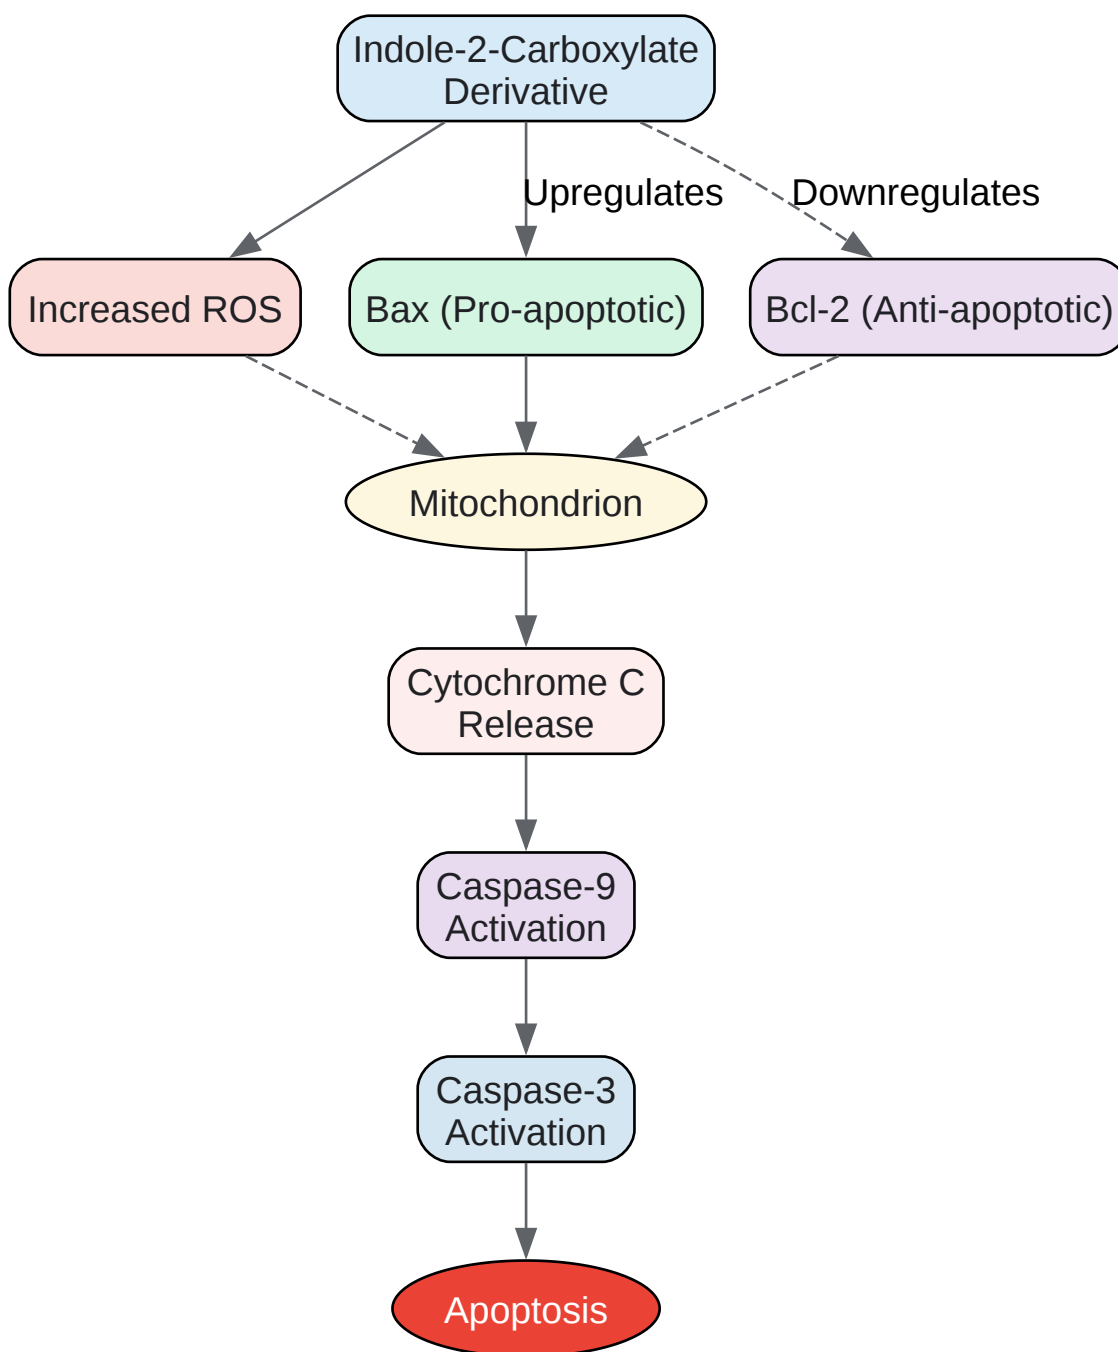 Indole-2-Carboxylate
Derivative
Upregulates
Downregulates
Increased ROS
Bax (Pro-apoptotic)
Bcl-2 (Anti-apoptotic)
Mitochondrion
Cytochrome C
Release
Caspase-9
Activation
Caspase-3
Activation
Apoptosis